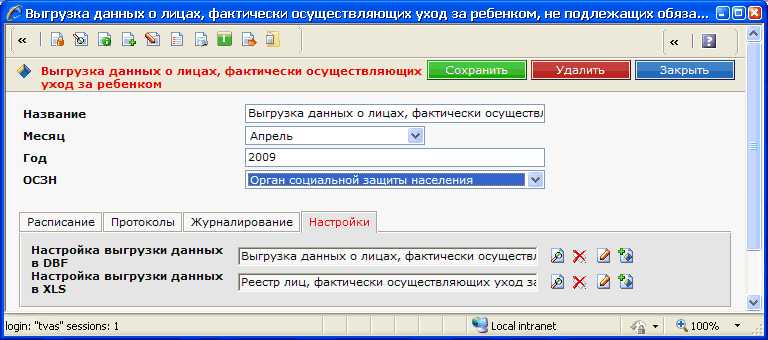 Выгрузка данных о лицах, фактически осуществляющих уход за ребенком, не подлежащих обяза...
«
« ?
Выгрузка данных о лицах, фактически осуществляющих
уход за ребенком
Сохранить Удалить Закрыть
Название Выгрузка данных о лицах, фактически осуществл
Месяц Апрель
Год 2009
ОСЗН Орган социальной защиты населения
Расписание Протоколы Журналирование Настройки
Настройка выгрузки данных
в DBF
Выгрузка данных о лицах, фактически осуществл
Настройка выгрузки данных
в XLS
Реестр лиц, фактически осуществляющих уход за
login: "tvas" sessions: 1 Local intranet 100%